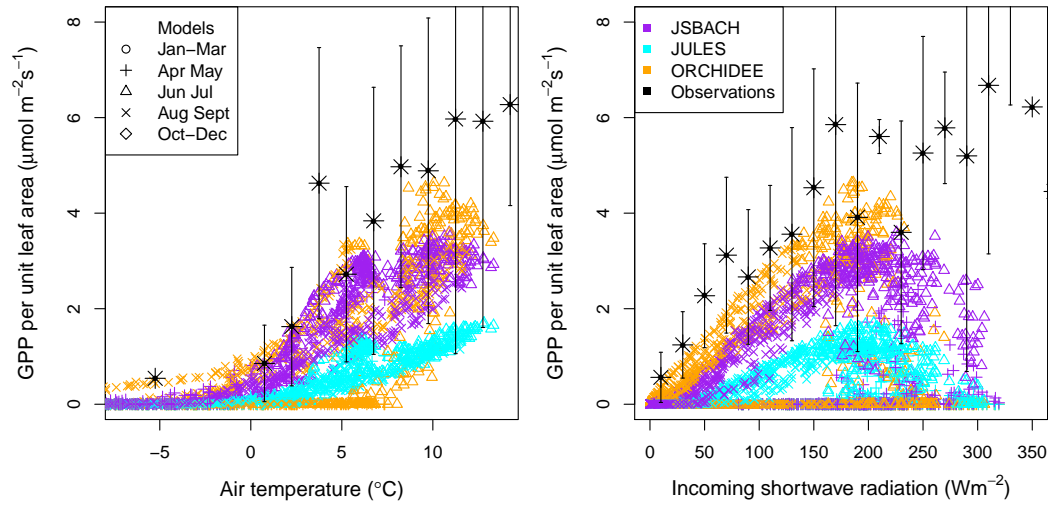 GPP per unit leaf area (μmol m−2s−1)
8
6
4
2
0
Models
Jan−Mar
Apr May
Jun Jul
Aug Sept
Oct−Dec
−5
0
5
10
Air temperature (°C)
GPP per unit leaf area (μmol m−2s−1)
8
6
4
2
0
JSBACH
JULES
ORCHIDEE
Observations
0
50
100
150
200
250
300
350
Incoming shortwave radiation (Wm−2)